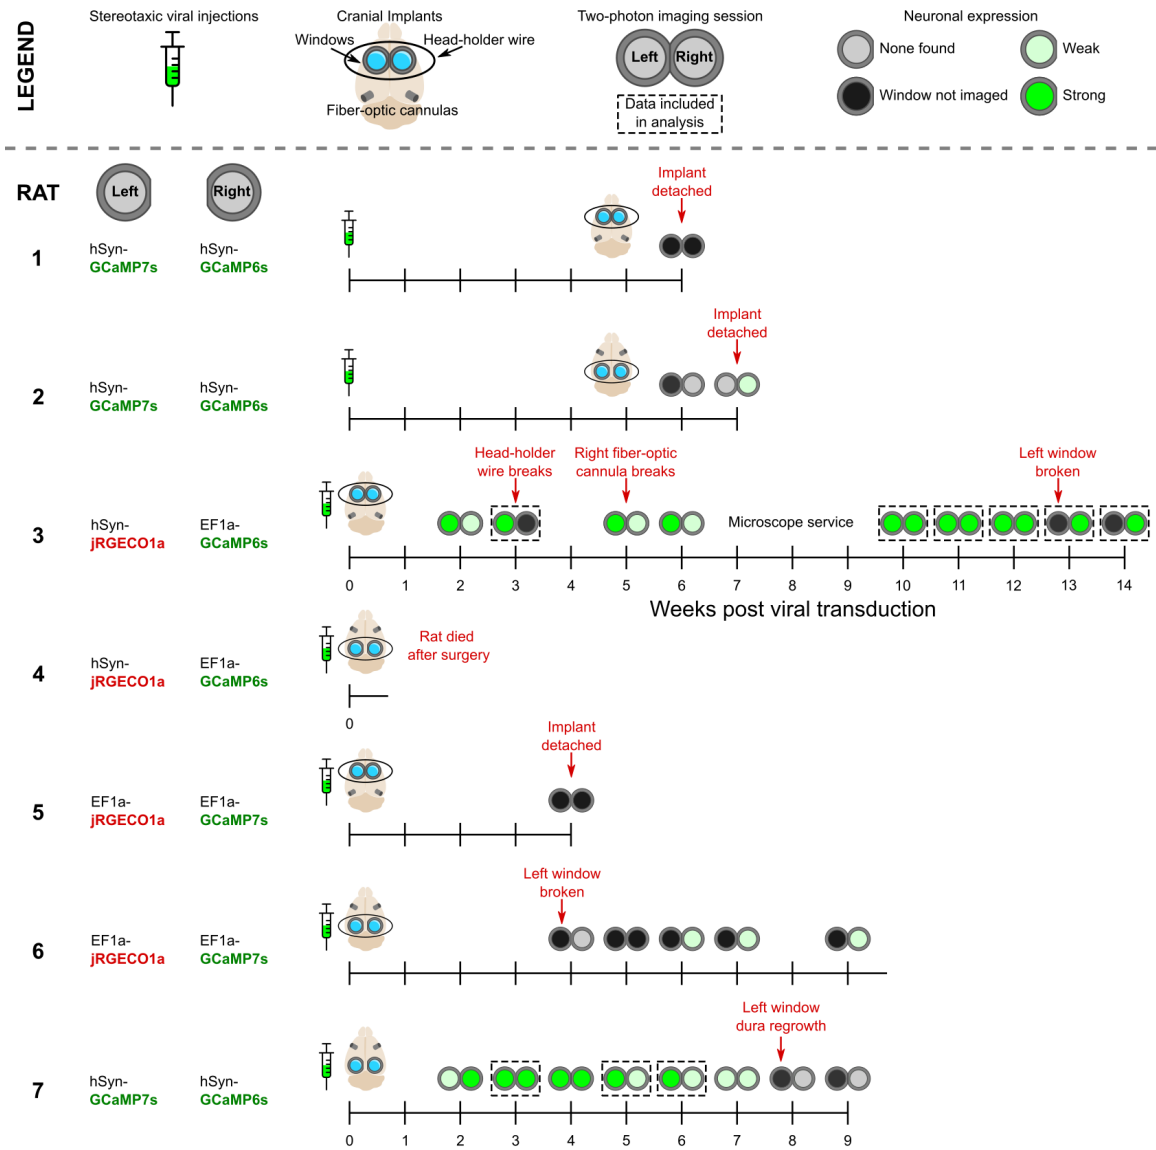 LEGEND
Stereotaxic viral injections
Cranial Implants
Windows
Head-holder wire
Fiber-optic cannulas
Two-photon imaging session
Left
Right
Data included
in analysis
Neuronal expression
None found
Weak
Window not imaged
Strong
RAT
Left
Right
1
hSyn-
GCaMP7s
hSyn-
GCaMP6s
Implant
detached
2
hSyn-
GCaMP7s
hSyn-
GCaMP6s
Implant
detached
3
hSyn-
jRGECO1a
EF1a-
GCaMP6s
Head-holder
wire breaks
Right fiber-optic
cannula breaks
Microscope service
Left window
broken
0 1 2 3 4 5 6 7 8 9 10 11 12 13 14
Weeks post viral transduction
4
hSyn-
jRGECO1a
EF1a-
GCaMP6s
Rat died
after surgery
0
5
EF1a-
jRGECO1a
EF1a-
GCaMP7s
Implant
detached
6
EF1a-
jRGECO1a
EF1a-
GCaMP7s
Left window
broken
7
hSyn-
GCaMP7s
hSyn-
GCaMP6s
Left window
dura regrowth
0 1 2 3 4 5 6 7 8 9